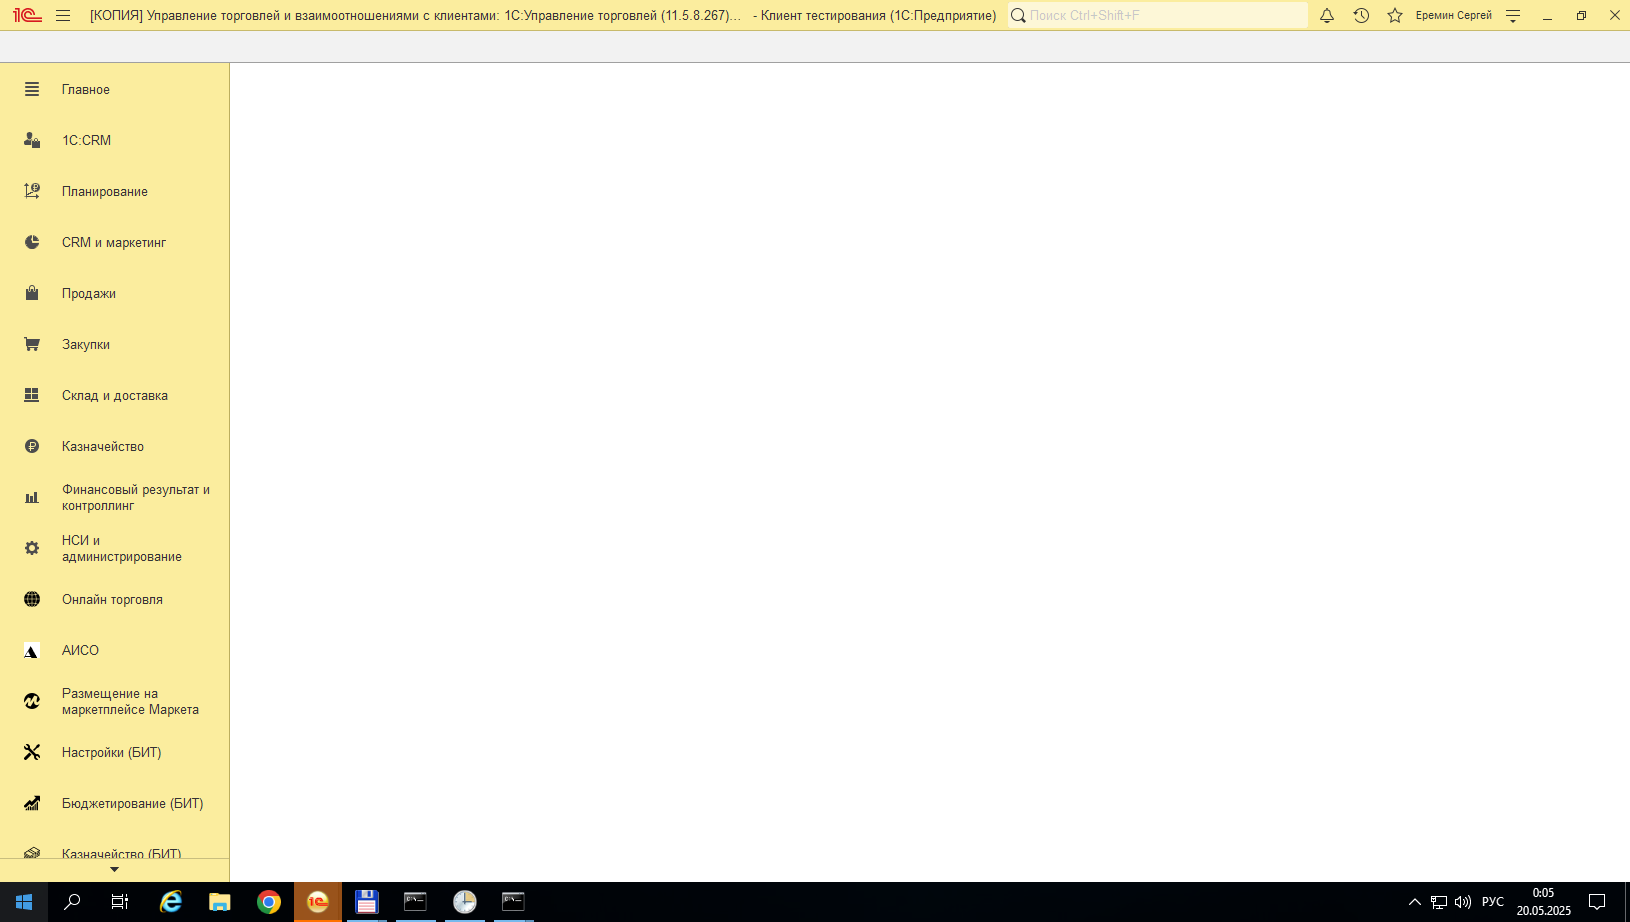 [КОПИЯ] Управление торговлей и взаимоотношениями с клиентами: 1С:Управление торговлей (11.5.8.267)... - Клиент тестирования (1С:Предприятие)
Поиск Ctrl+Shift+F
Еремин Сергей
Главное
1С:CRM
Планирование
CRM и маркетинг
Продажи
Закупки
Склад и доставка
Казначейство
Финансовый результат и
контроллинг
НСИ и
администрирование
Онлайн торговля
АИСО
Размещение на
маркетплейсе Маркета
Настройки (БИТ)
Бюджетирование (БИТ)
Казначейство (БИТ)
РУС
0:05
20.05.2025